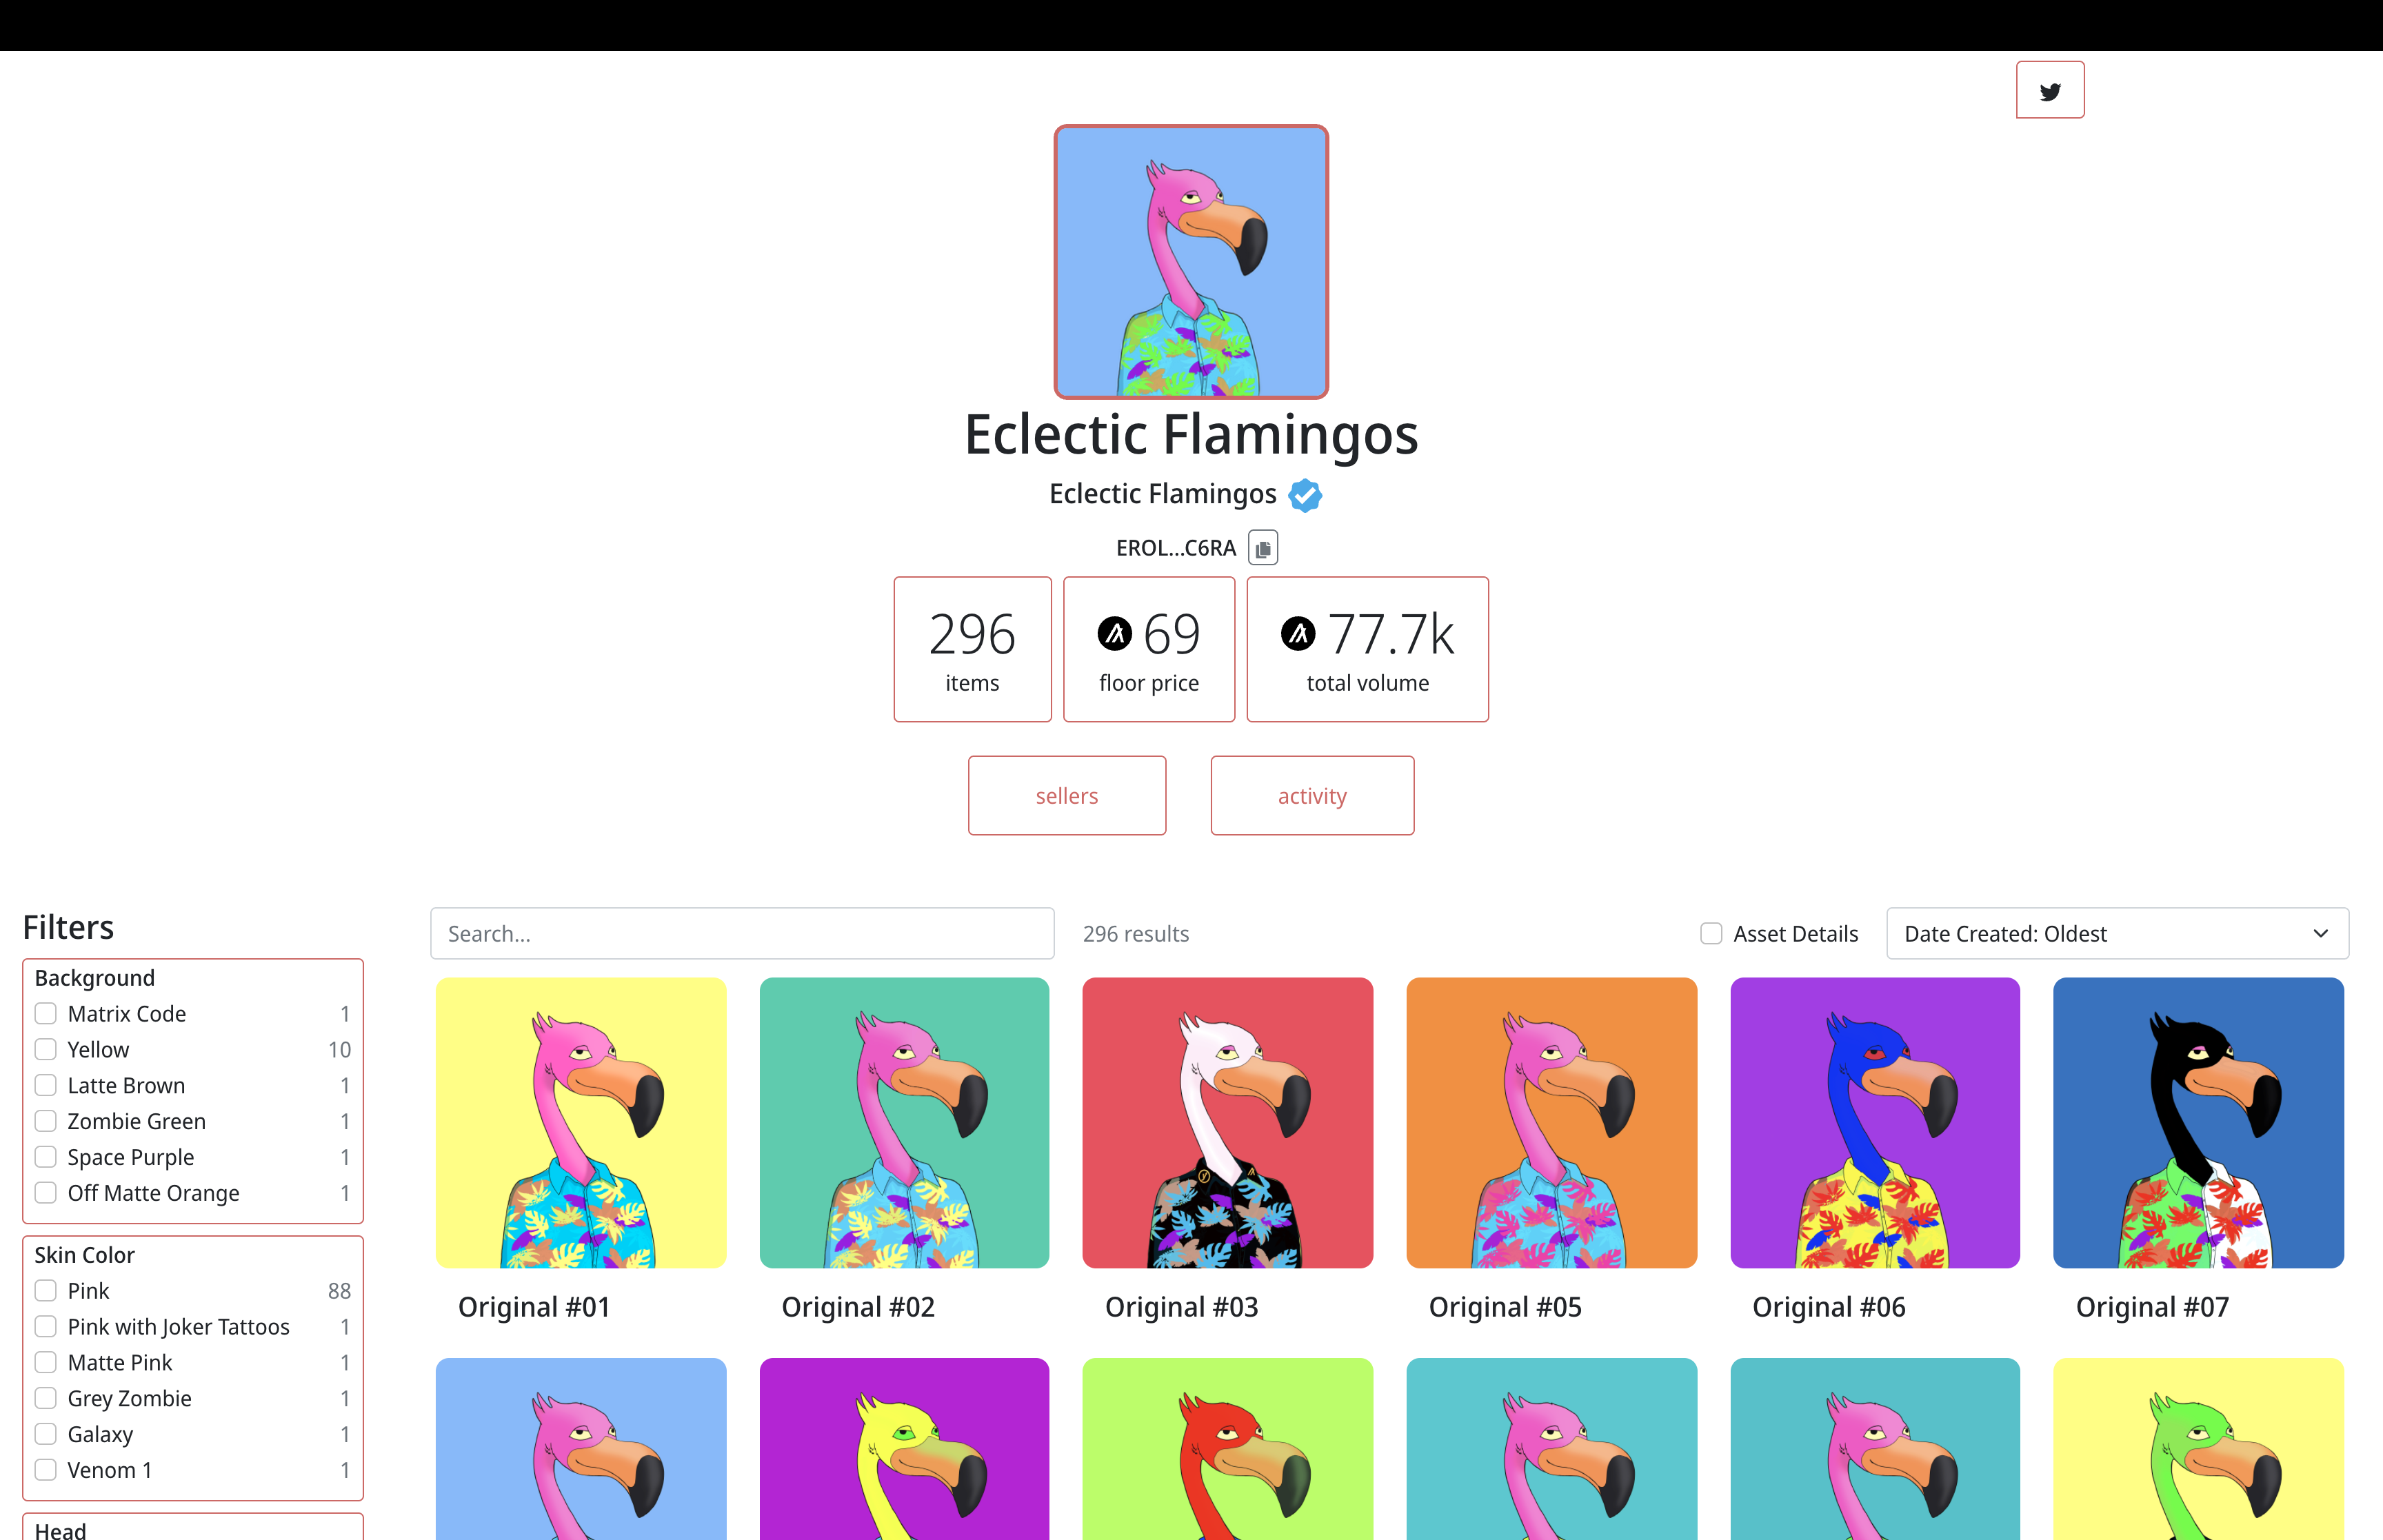 Eclectic Flamingos
Eclectic Flamingos
EROL...C6RA
296
items
69
floor price
77.7k
total volume
sellers
activity
Filters
Search...
296 results
Asset Details
Date Created: Oldest
Background
Matrix Code 1
Yellow 10
Latte Brown 1
Zombie Green 1
Space Purple 1
Off Matte Orange 1
Skin Color
Pink 88
Pink with Joker Tattoos 1
Matte Pink 1
Grey Zombie 1
Galaxy 1
Venom 1 1
Head
Original #01
Original #02
Original #03
Original #05
Original #06
Original #07